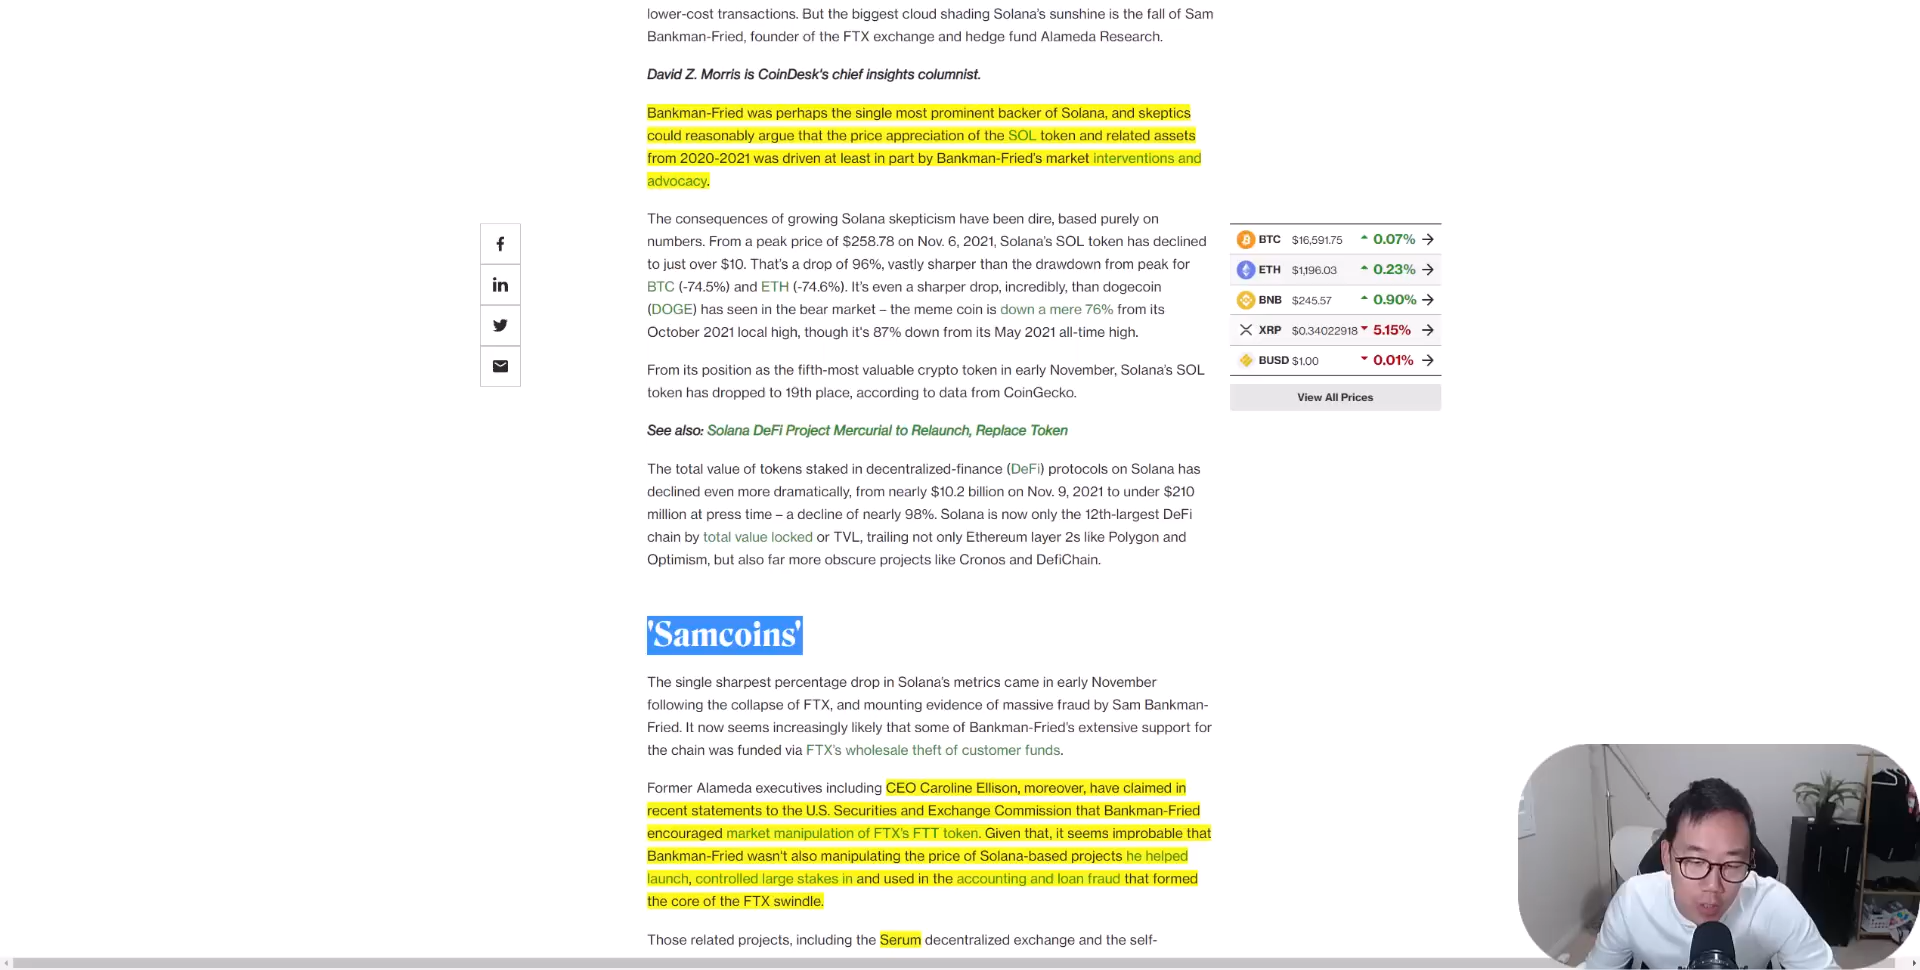 lower-cost transactions. But the biggest cloud shading Solana's sunshine is the fall of Sam
Bankman-Fried, founder of the FTX exchange and hedge fund Alameda Research.
David Z. Morris is CoinDesk's chief insights columnist.
Bankman-Fried was perhaps the single most prominent backer of Solana, and skeptics
could reasonably argue that the price appreciation of the SOL token and related assets
from 2020-2021 was driven at least in part by Bankman-Fried's market interventions and
advocacy.
The consequences of growing Solana skepticism have been dire, based purely on
numbers. From a peak price of $258.78 on Nov. 6, 2021, Solana's SOL token has declined
to just over $10. That's a drop of 96%, vastly sharper than the drawdown from peak for
BTC (-74.5%) and ETH (-74.6%). It's even a sharper drop, incredibly, than dogecoin
(DOGE) has seen in the bear market – the meme coin is down a mere 76% from its
October 2021 local high, though it's 87% down from its May 2021 all-time high.
From its position as the fifth-most valuable crypto token in early November, Solana's SOL
token has dropped to 19th place, according to data from CoinGecko.
See also: Solana DeFi Project Mercurial to Relaunch, Replace Token
The total value of tokens staked in decentralized-finance (DeFi) protocols on Solana has
declined even more dramatically, from nearly $10.2 billion on Nov. 9, 2021 to under $210
million at press time – a decline of nearly 98%. Solana is now only the 12th-largest DeFi
chain by total value locked or TVL, trailing not only Ethereum layer 2s like Polygon and
Optimism, but also far more obscure projects like Cronos and DefiChain.
'Samcoins'
The single sharpest percentage drop in Solana's metrics came in early November
following the collapse of FTX, and mounting evidence of massive fraud by Sam Bankman-
Fried. It now seems increasingly likely that some of Bankman-Fried's extensive support for
the chain was funded via FTX's wholesale theft of customer funds.
Former Alameda executives including CEO Caroline Ellison, moreover, have claimed in
recent statements to the U.S. Securities and Exchange Commission that Bankman-Fried
encouraged market manipulation of FTX's FTT token. Given that, it seems improbable that
Bankman-Fried wasn't also manipulating the price of Solana-based projects he helped
launch, controlled large stakes in and used in the accounting and loan fraud that formed
the core of the FTX swindle.
Those related projects, including the Serum decentralized exchange and the self-
BTC $16,591.75 0.07%
ETH $1,196.03 0.23%
BNB $245.57 0.90%
XRP $0.34022918 5.15%
BUSD $1.00 0.01%
View All Prices